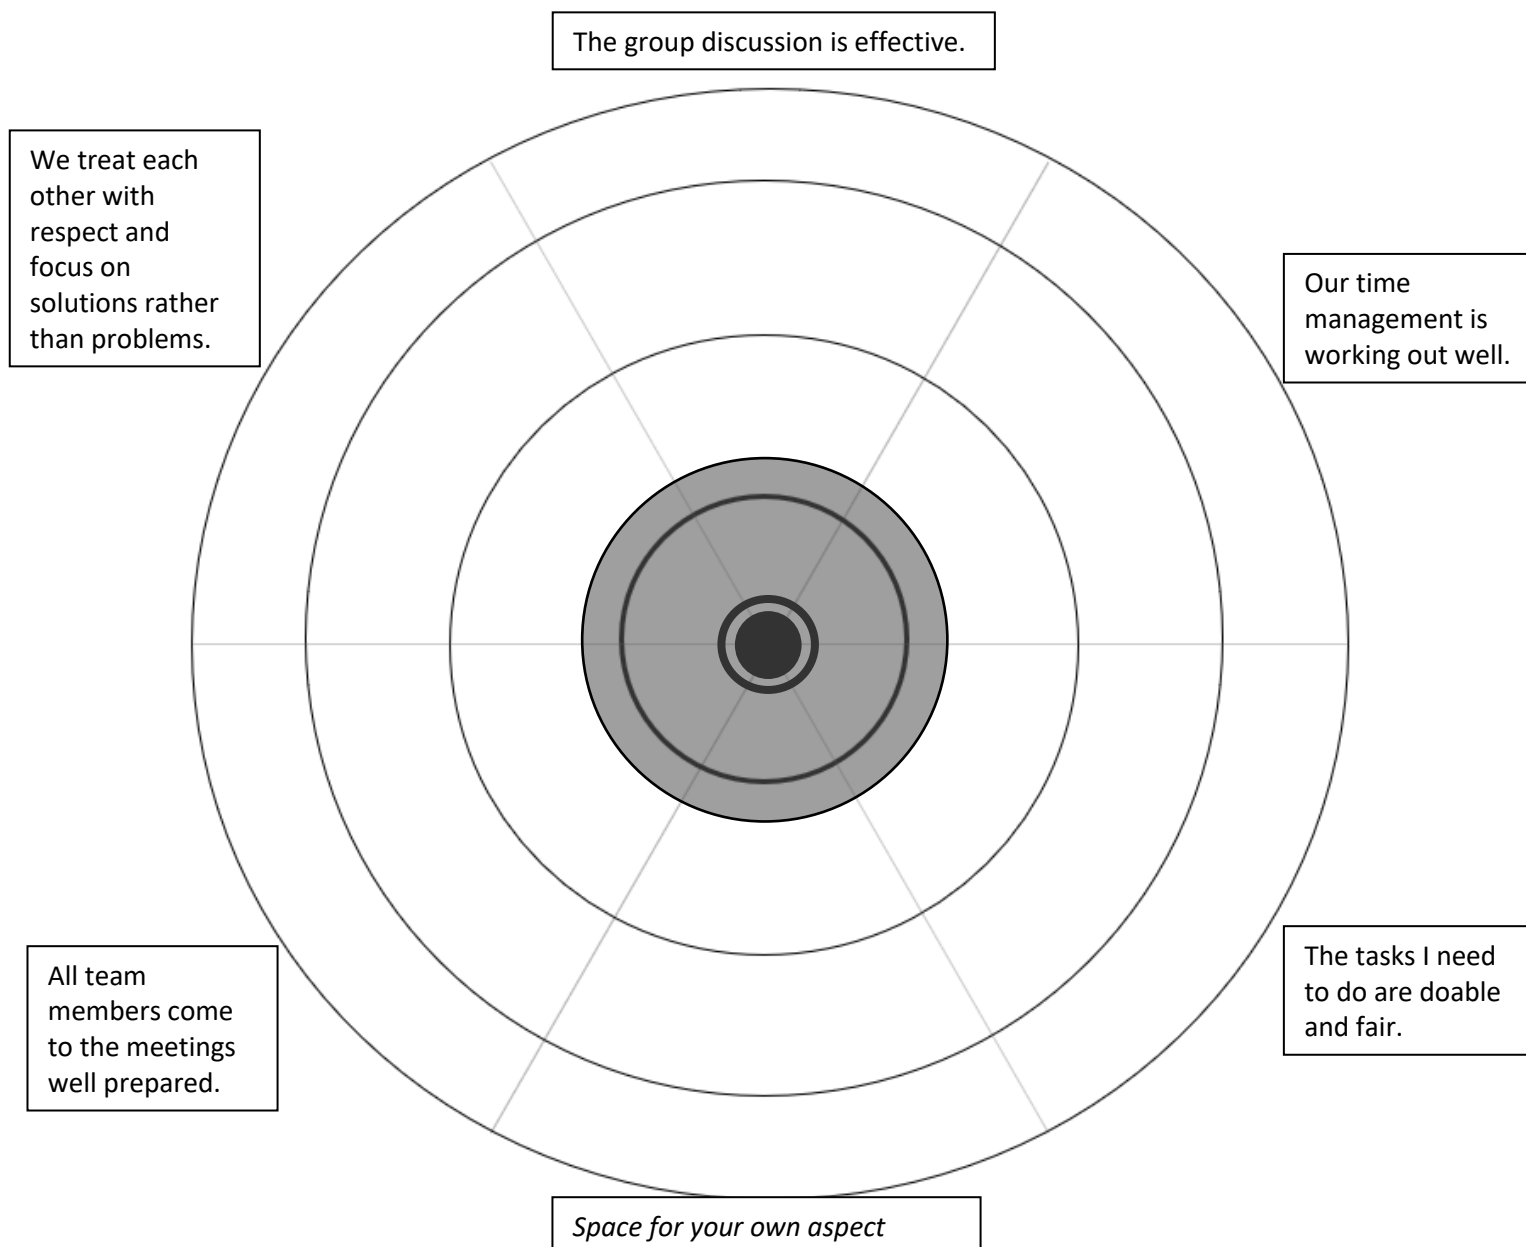 The group discussion is effective.
We treat each
other with
respect and
focus on
solutions rather
than problems.
Our time
management is
working out well.
All team
members come
to the meetings
well prepared.
The tasks I need
to do are doable
and fair.
Space for your own aspect